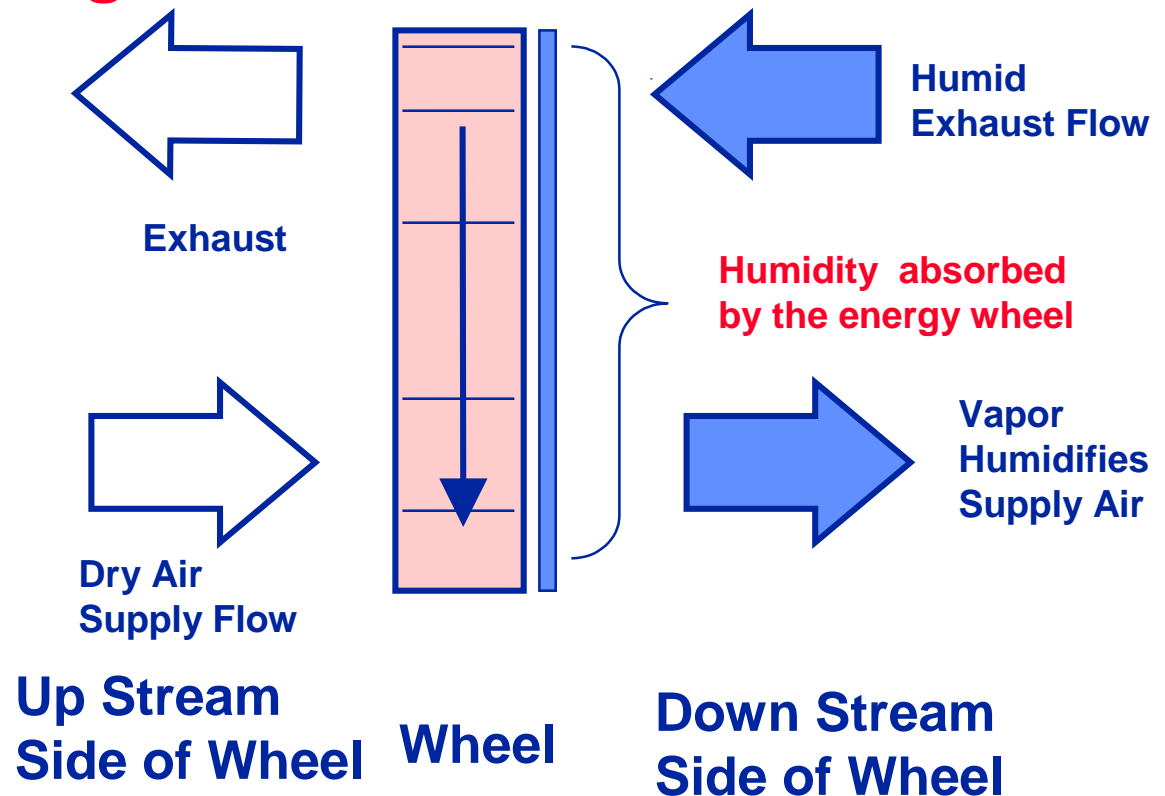 Humid
Exhaust Flow
Exhaust
Humidity absorbed
by the energy wheel
Vapor
Humidifies
Supply Air
Dry Air
Supply Flow
Up Stream
Side of Wheel
Wheel
Down Stream
Side of Wheel